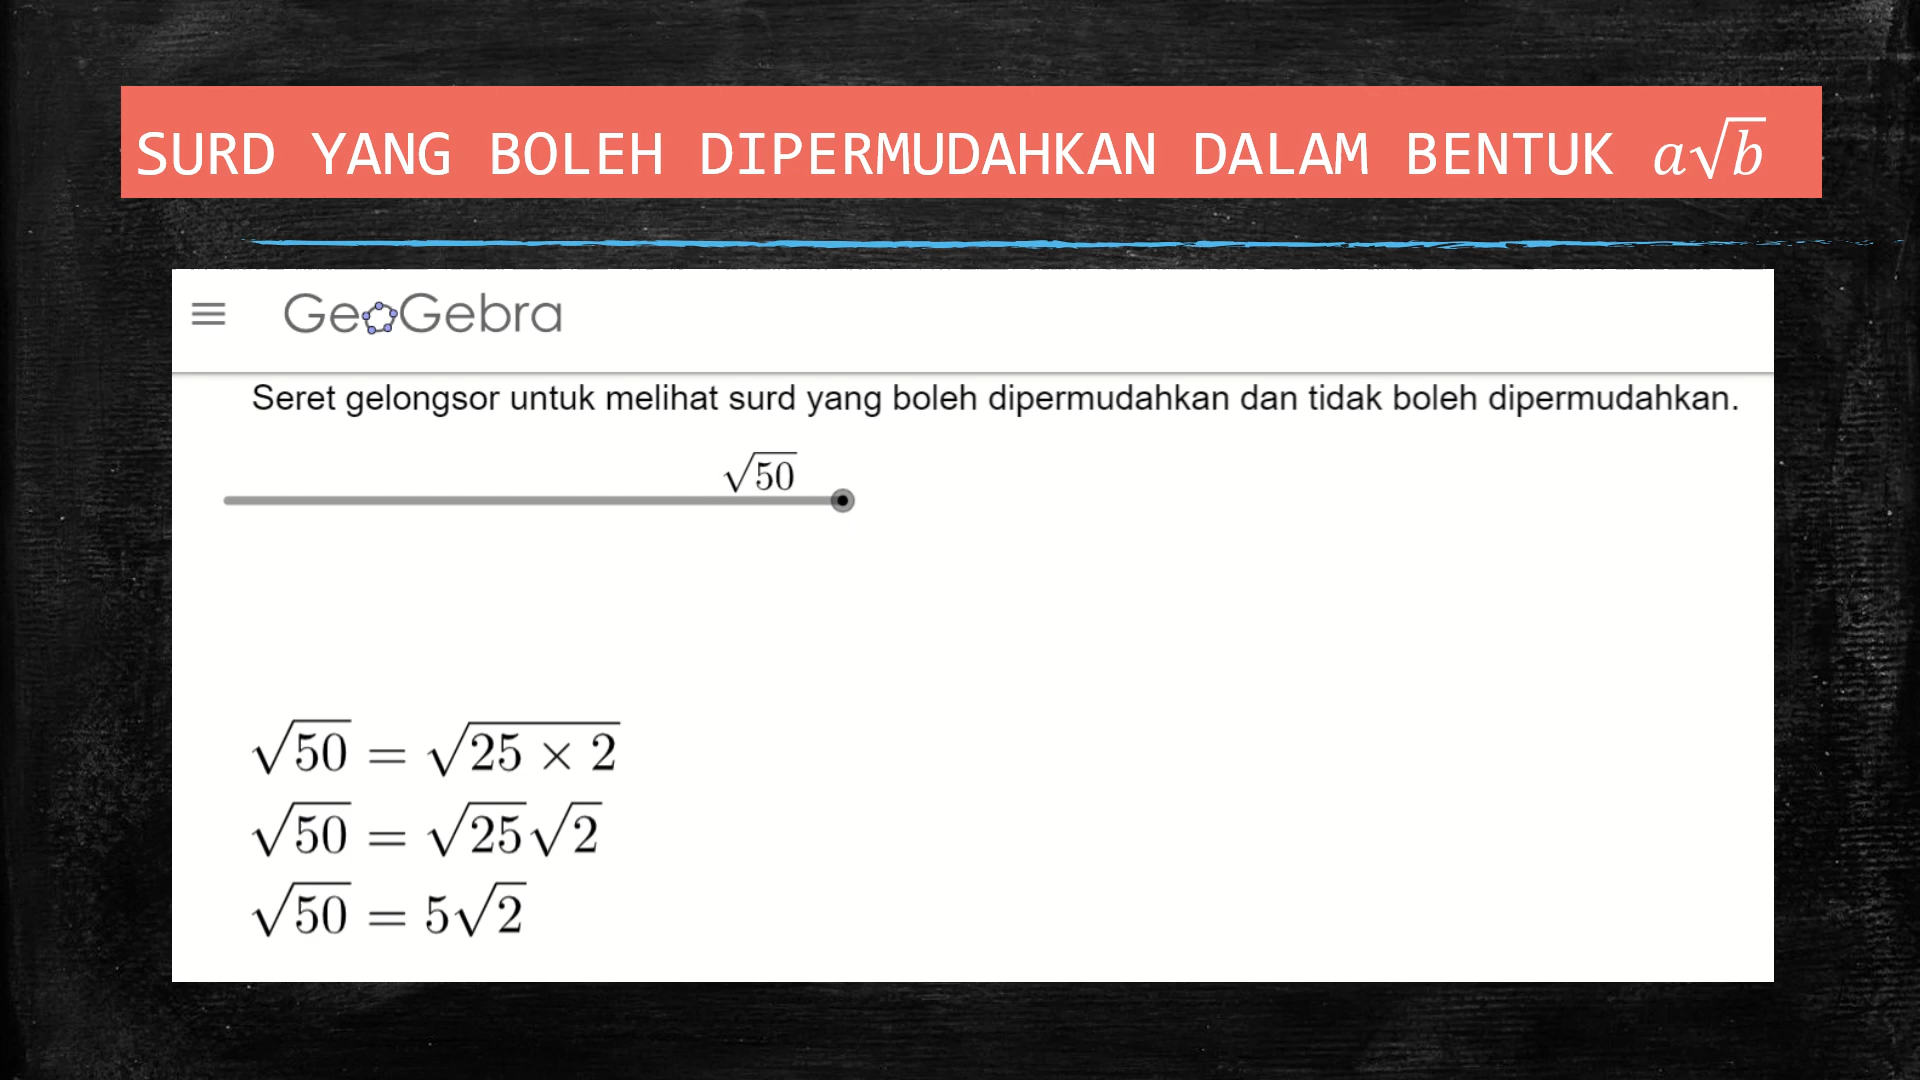 SURD YANG BOLEH DIPERMUDAHKAN DALAM BENTUK a√b
GeoGebra
Seret gelongsor untuk melihat surd yang boleh dipermudahkan dan tidak boleh dipermudahkan.
√50
√50 = √(25 × 2)
√50 = √25√2
√50 = 5√2